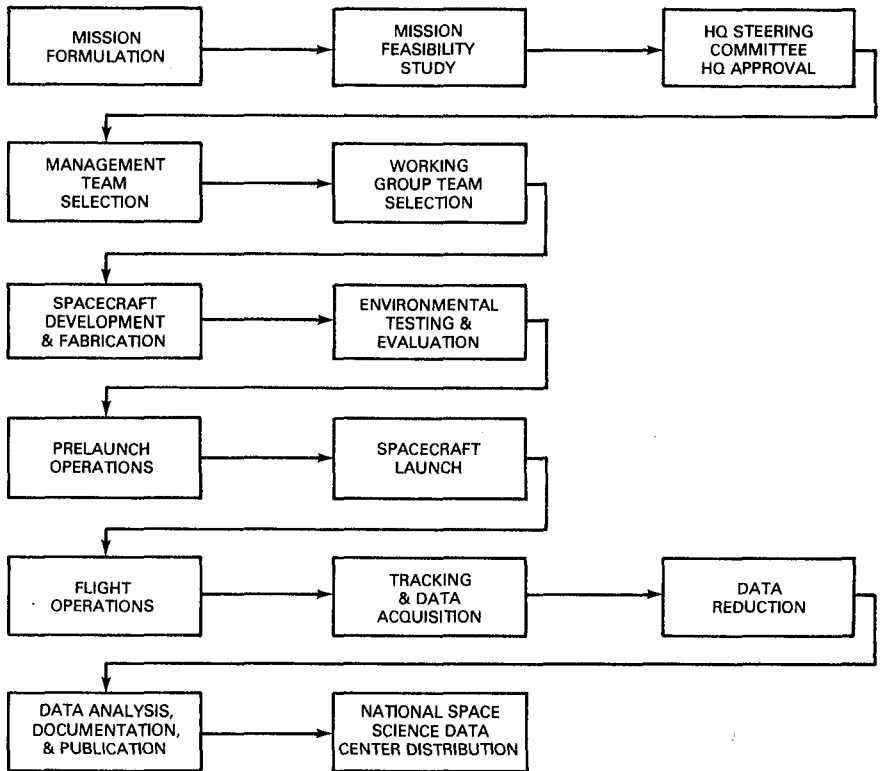 MISSION
FORMULATION
MISSION
FEASIBILITY
STUDY
HQ STEERING
COMMITTEE
HQ APPROVAL
MANAGEMENT
TEAM
SELECTION
WORKING
GROUP TEAM
SELECTION
SPACECRAFT
DEVELOPMENT
& FABRICATION
ENVIRONMENTAL
TESTING &
EVALUATION
PRELAUNCH
OPERATIONS
SPACECRAFT
LAUNCH
FLIGHT
OPERATIONS
TRACKING
& DATA
ACQUISITION
DATA
REDUCTION
DATA ANALYSIS,
DOCUMENTATION,
& PUBLICATION
NATIONAL SPACE
SCIENCE DATA
CENTER DISTRIBUTION